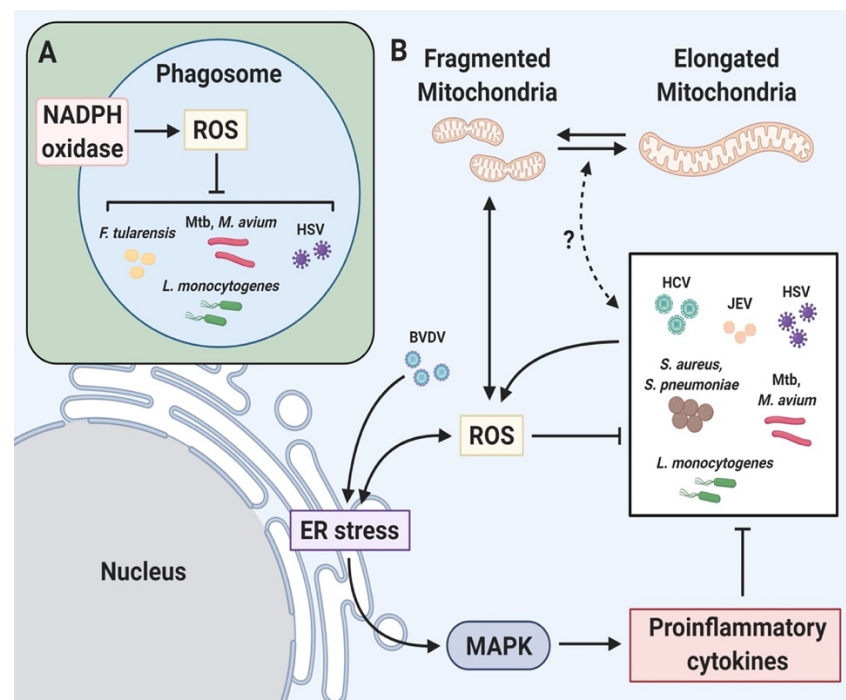 A
Phagosome
NADPH
oxidase
ROS
F. tularensis
Mtb, M. avium
HSV
L. monocytogenes
B
Fragmented
Mitochondria
Elongated
Mitochondria
?
HCV
JEV
HSV
S. aureus,
S. pneumoniae
Mtb,
M. avium
L. monocytogenes
BVDV
ROS
ER stress
Nucleus
MAPK
Proinflammatory
cytokines